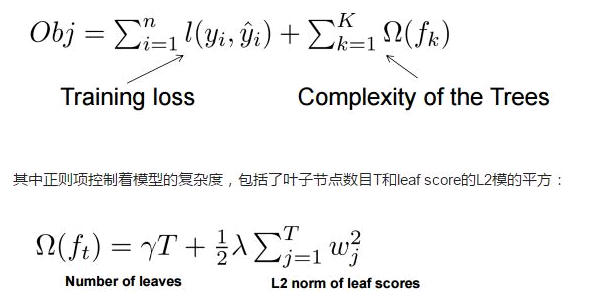 Obj = ∑_{i=1}^{n} l(y_i, ŷ_i) + ∑_{k=1}^{K} Ω(f_k)
Training loss Complexity of the Trees
其中正则项控制着模型的复杂度，包括了叶子节点数目T和leaf score的L2模的平方：
Ω(f_t) = γT + ½λ ∑_{j=1}^{T} w_j^2
Number of leaves L2 norm of leaf scores